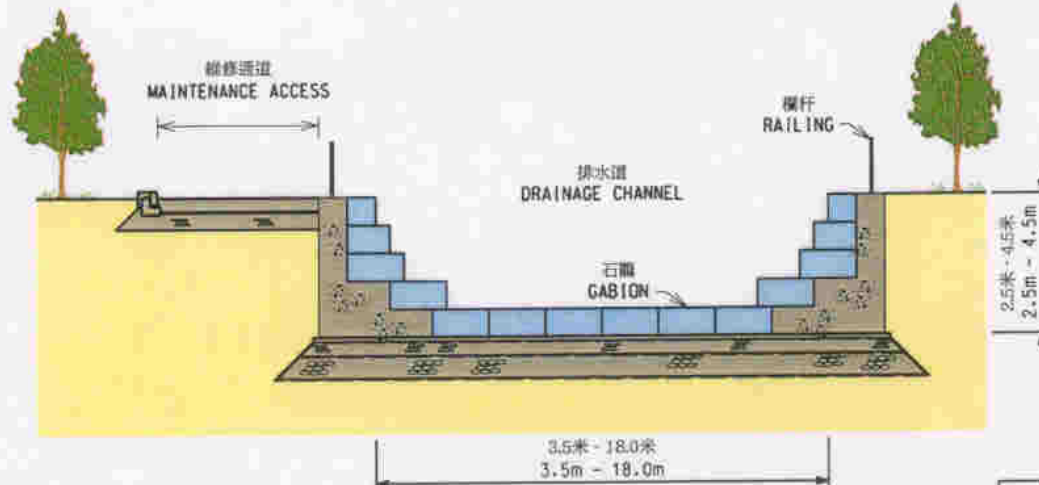 維修通道
MAINTENANCE ACCESS
欄杆
RAILING
排水道
DRAINAGE CHANNEL
石籠
GABION
2.5米 - 4.5米
2.5m - 4.5m
3.5米 - 18.0米
3.5m - 18.0m